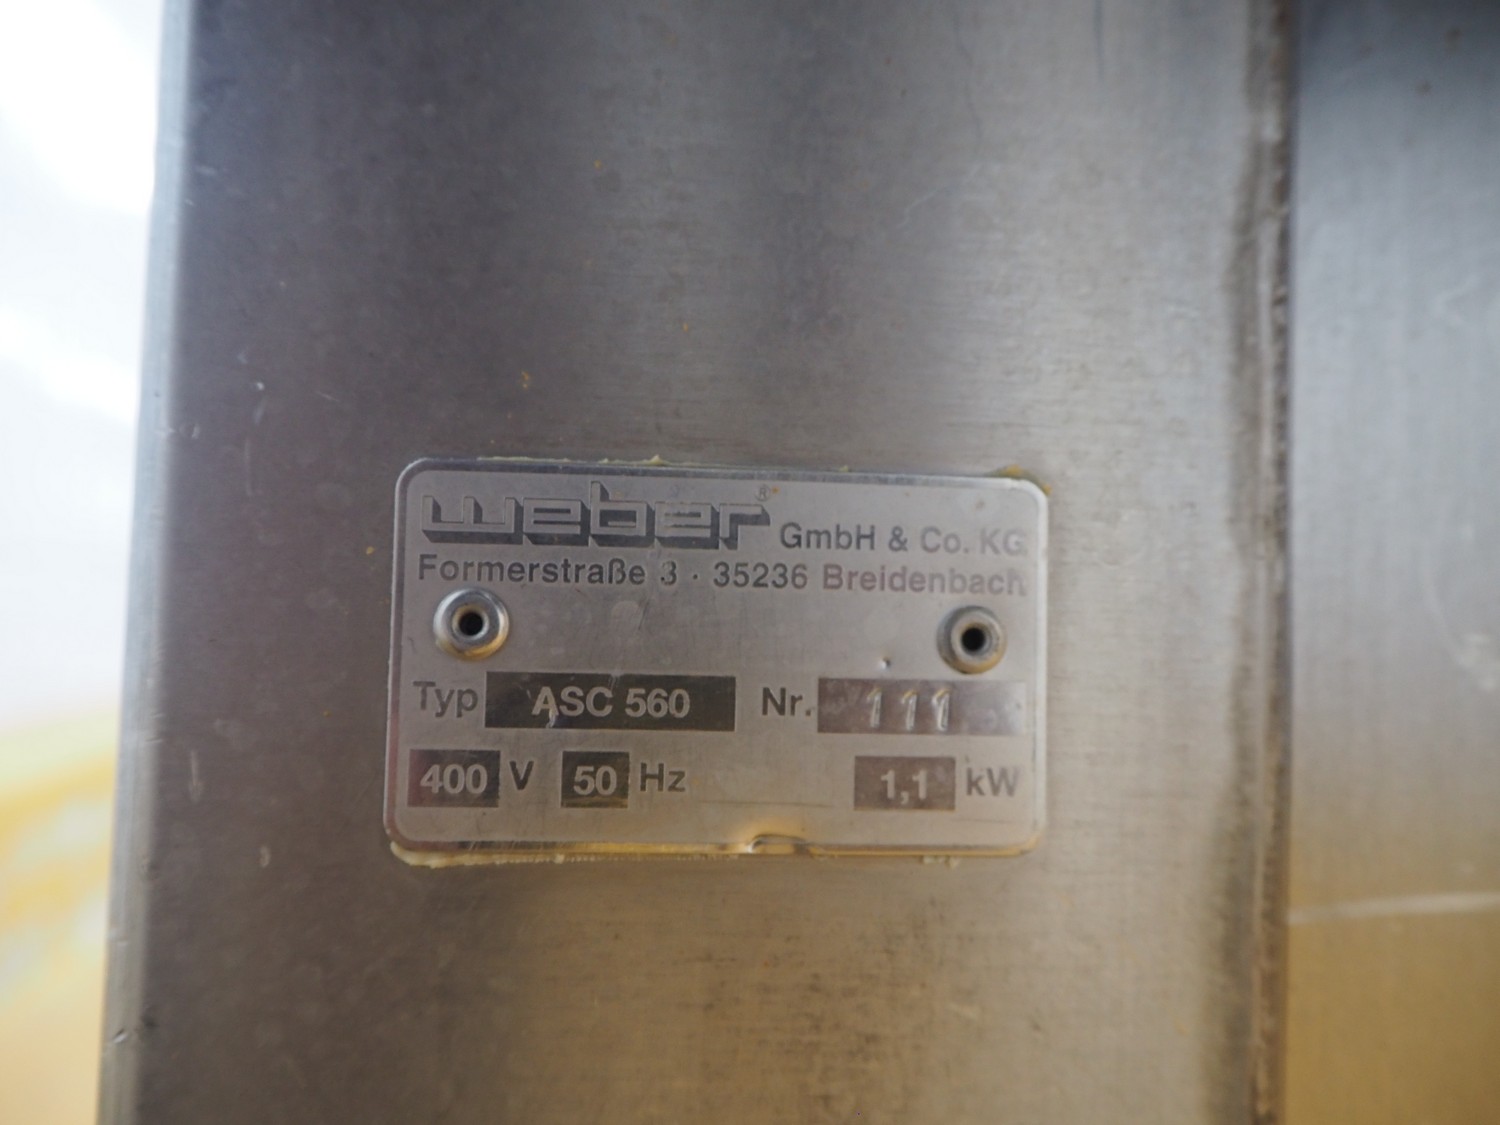 weber® GmbH & Co. KG
Formerstraße 3 · 35236 Breidenbach
Typ ASC 560 Nr. 111
400 V 50 Hz 1,1 kW